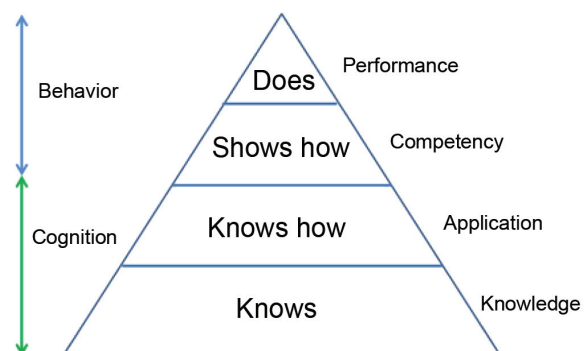 Does
Performance
Behavior
Shows how
Competency
Knows how
Application
Cognition
Knows
Knowledge